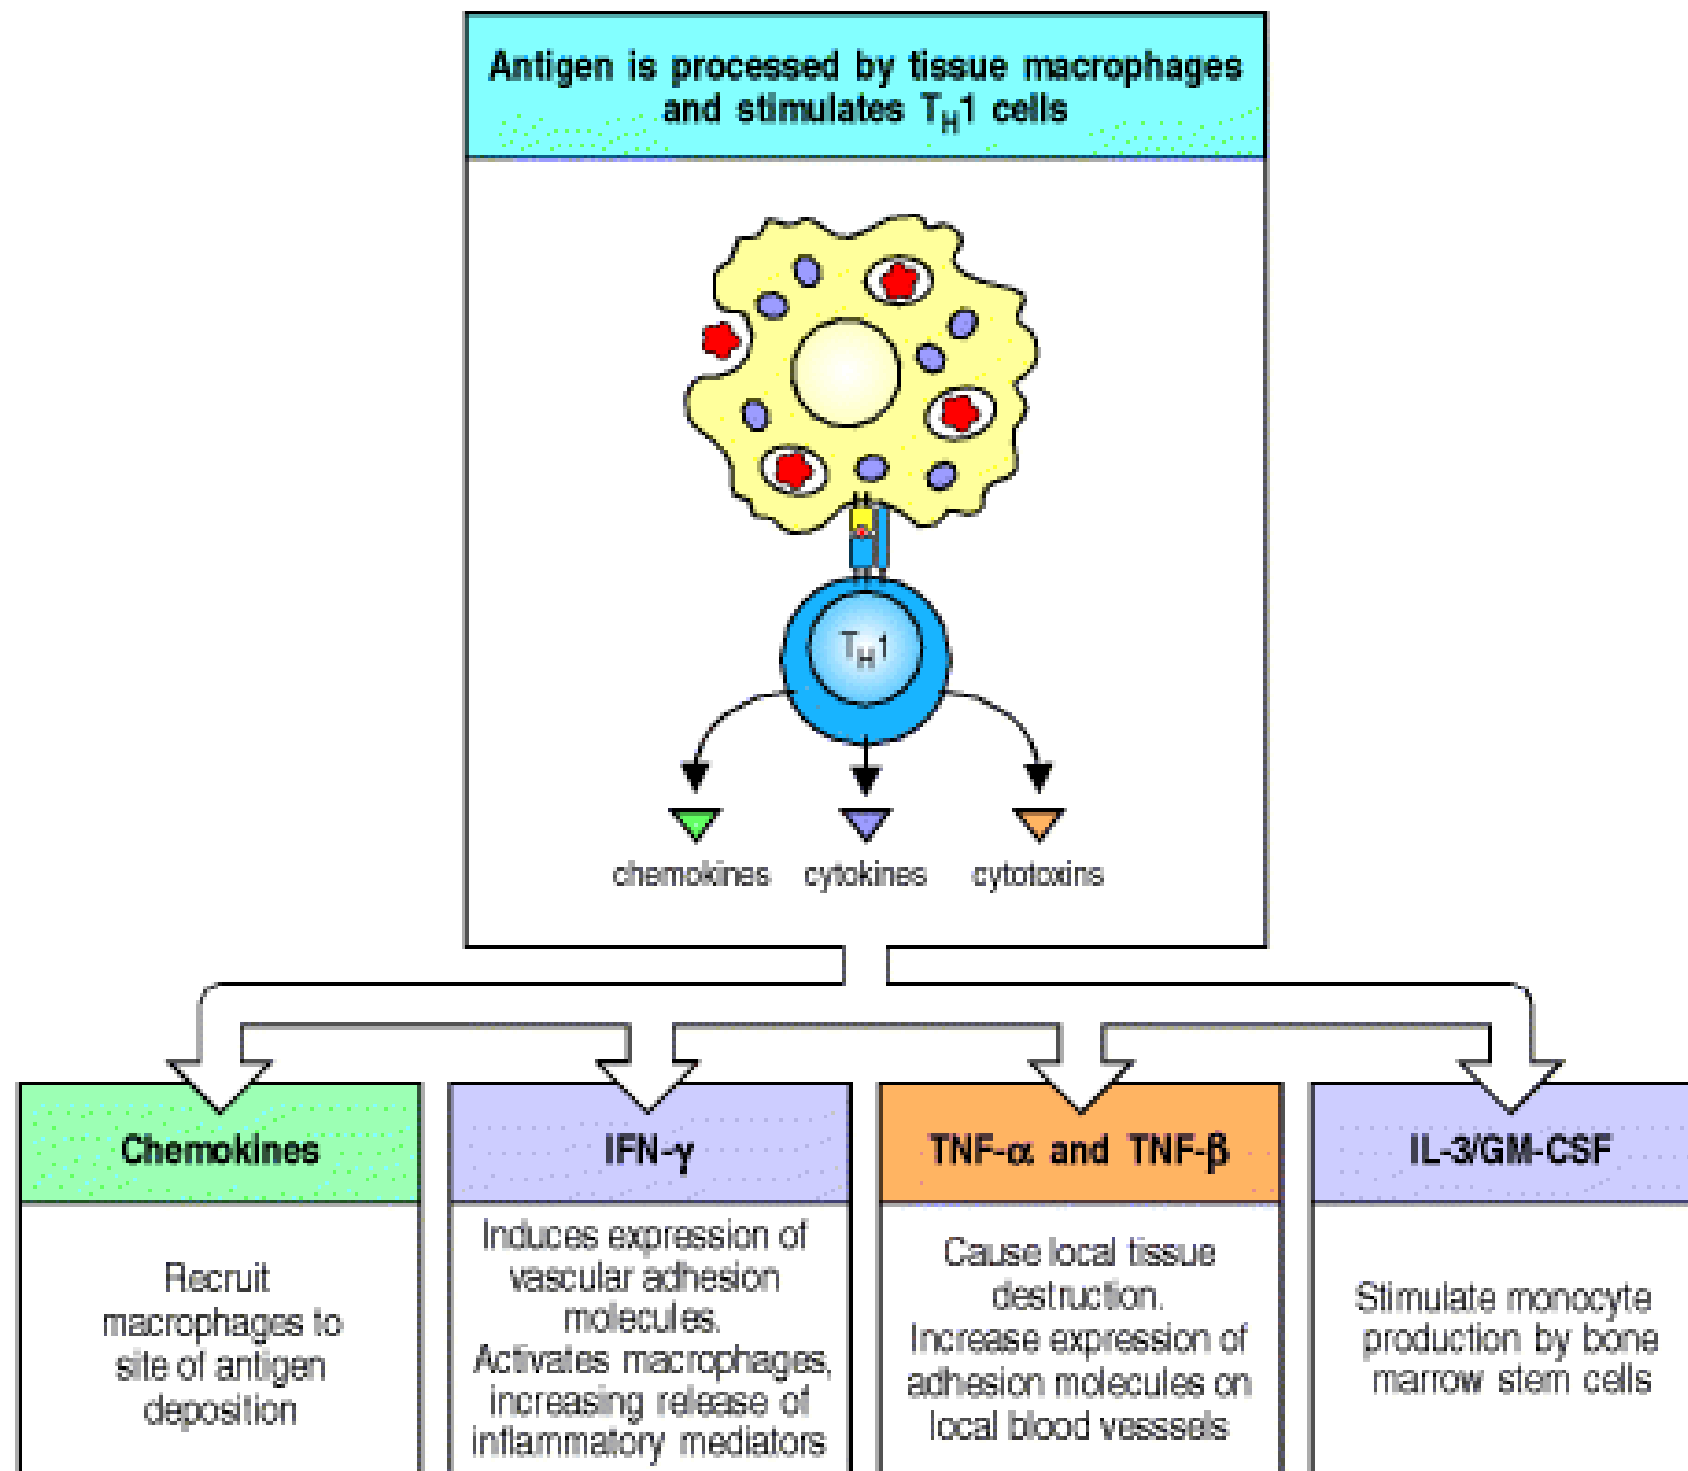 Antigen is processed by tissue macrophages
and stimulates TH1 cells
TH1
chemokines cytokines cytotoxins
Chemokines
Recruit
macrophages to
site of antigen
deposition
IFN-γ
Induces expression of
vascular adhesion
molecules.
Activates macrophages,
increasing release of
inflammatory mediators
TNF-α and TNF-β
Cause local tissue
destruction.
Increase expression of
adhesion molecules on
local blood vesssels
IL-3/GM-CSF
Stimulate monocyte
production by bone
marrow stem cells